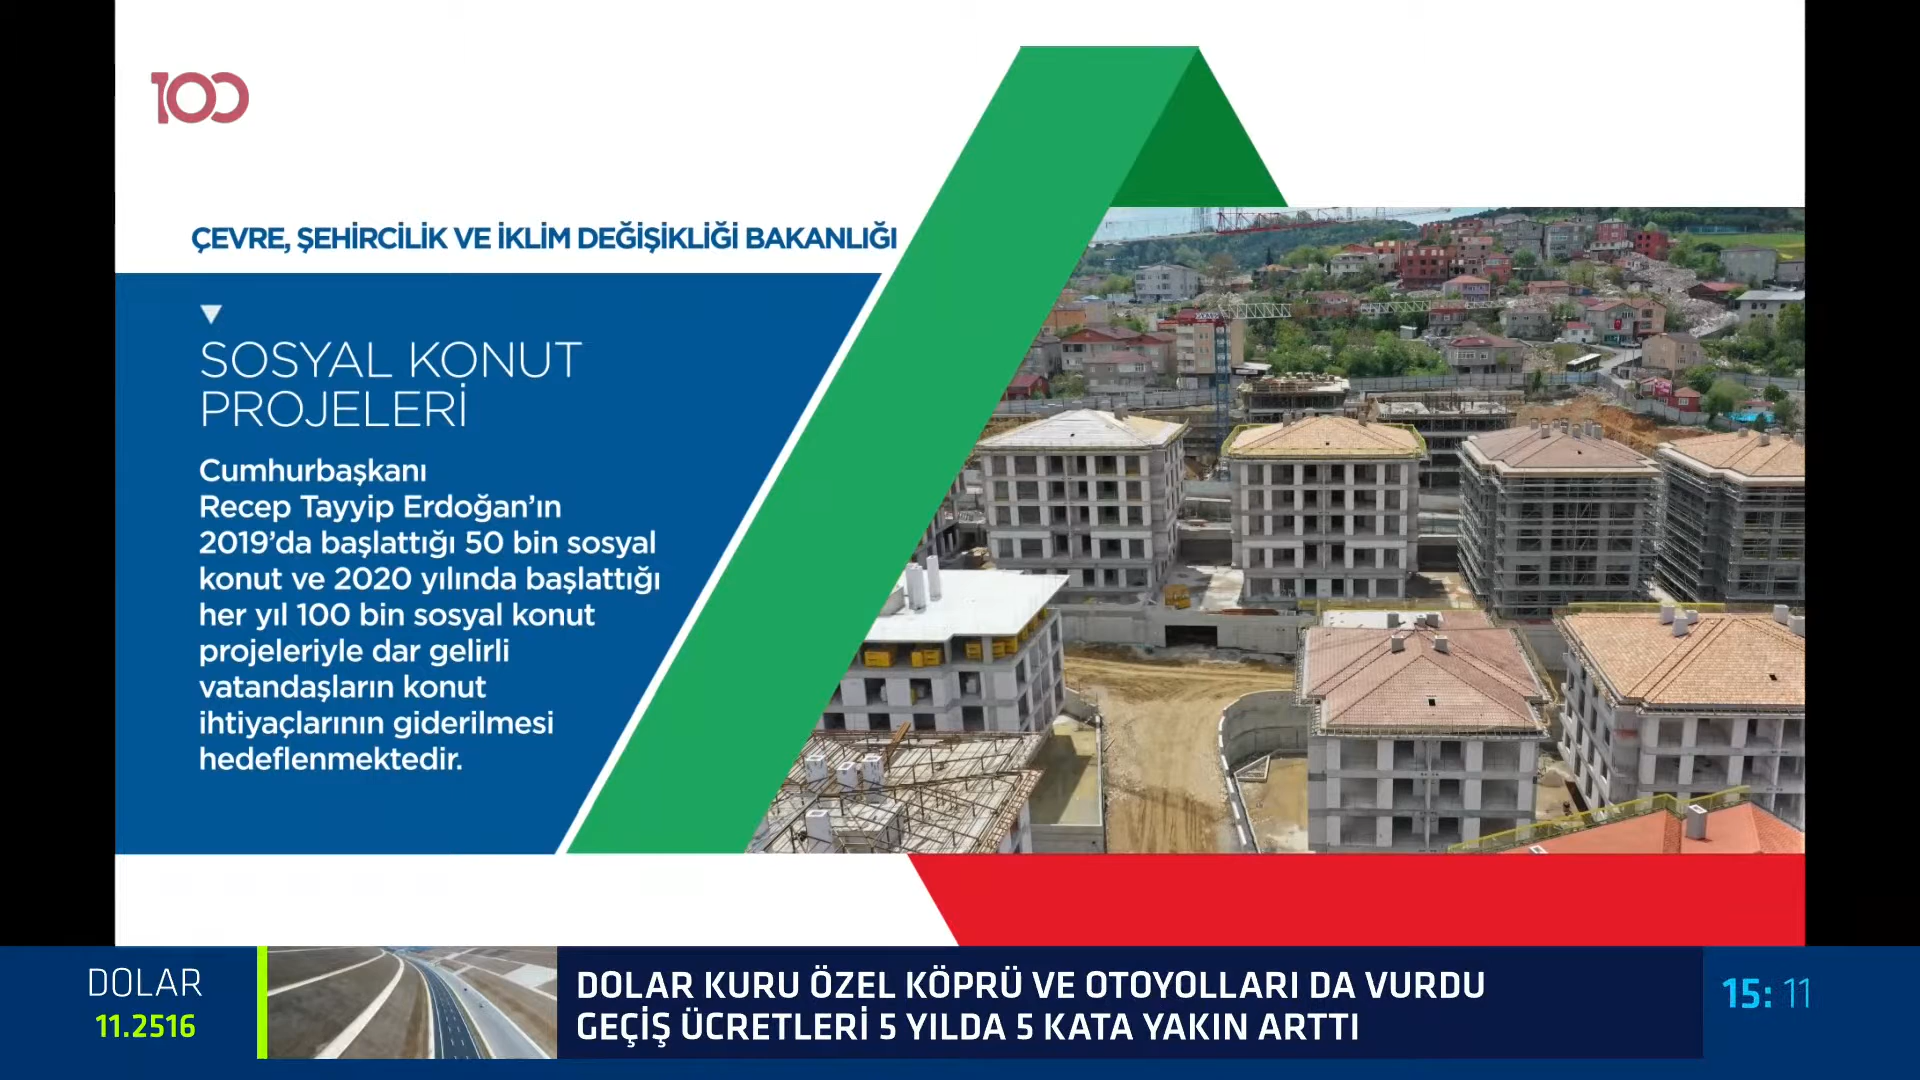 100
ÇEVRE, ŞEHİRCİLİK VE İKLİM DEĞİŞİKLİĞİ BAKANLIĞI
SOSYAL KONUT
PROJELERİ
Cumhurbaşkanı
Recep Tayyip Erdoğan’ın
2019’da başlattığı 50 bin sosyal
konut ve 2020 yılında başlattığı
her yıl 100 bin sosyal konut
projeleriyle dar gelirli
vatandaşların konut
ihtiyaçlarının giderilmesi
hedeflenmektedir.
DOLAR
11.2516
DOLAR KURU ÖZEL KÖPRÜ VE OTOYOLLARI DA VURDU
GEÇİŞ ÜCRETLERİ 5 YILDA 5 KATA YAKIN ARTTI
15: 11